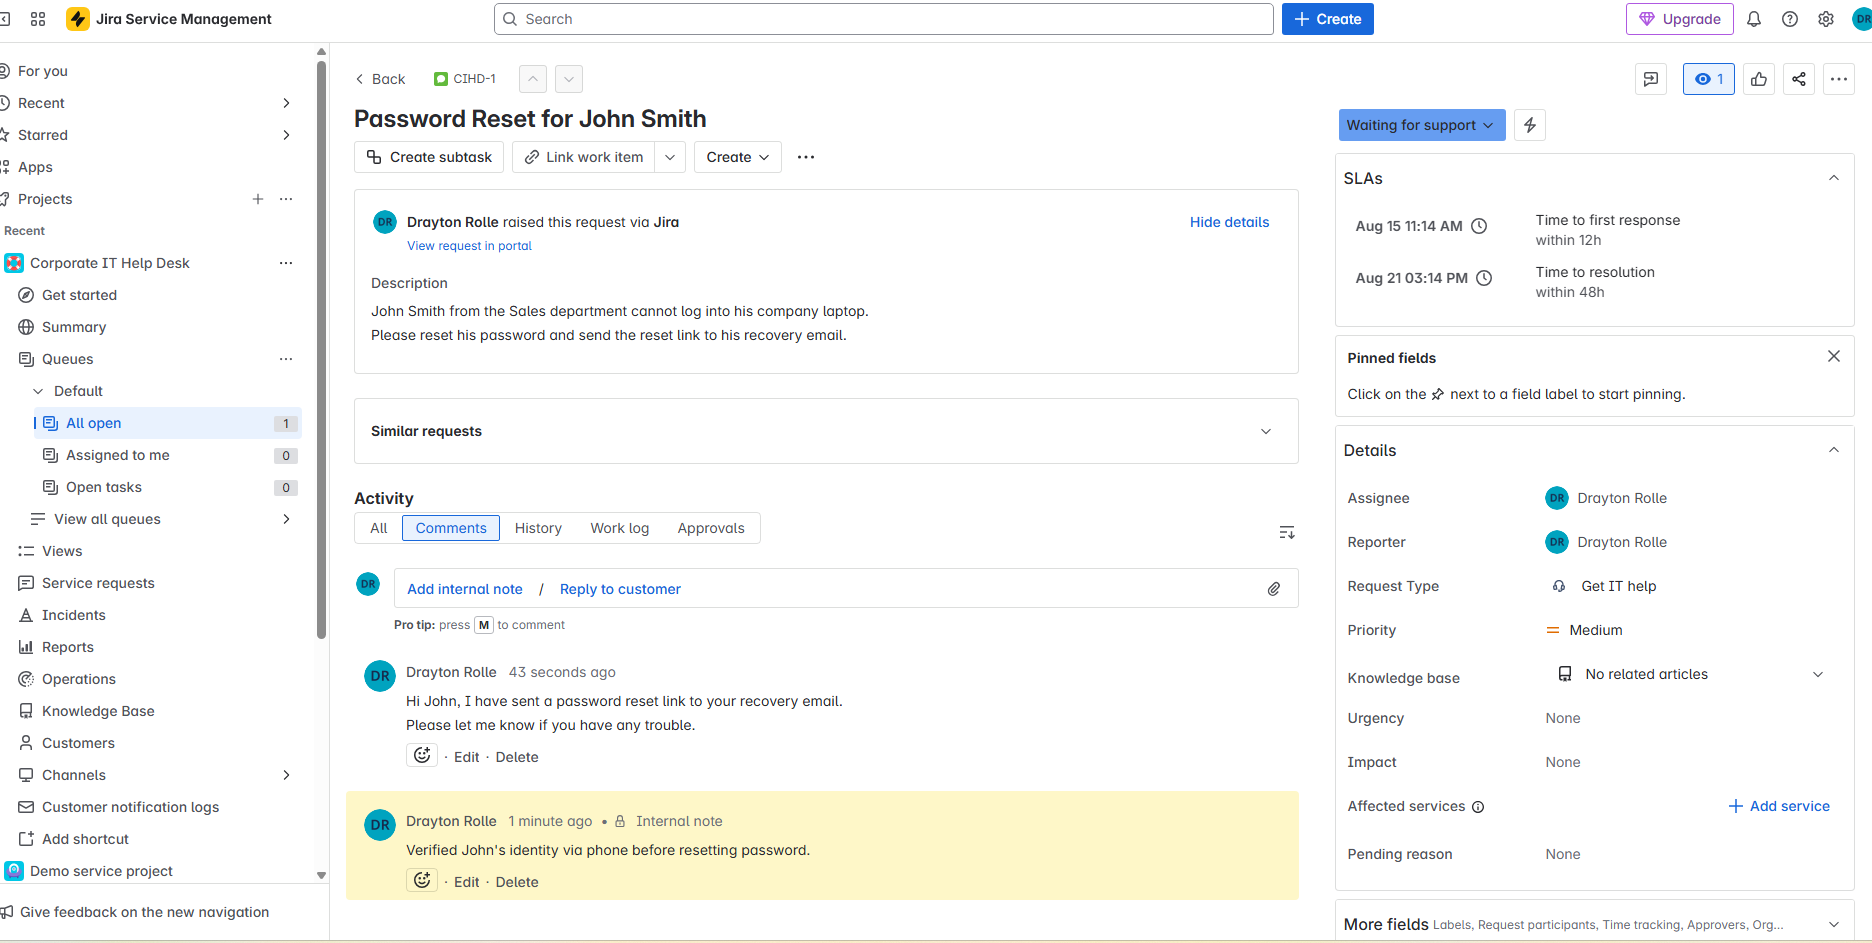 Jira Service Management
Search
Create
Upgrade
DR
For you
Recent
Starred
Apps
Projects
Recent
Corporate IT Help Desk
Get started
Summary
Queues
Default
All open 1
Assigned to me 0
Open tasks 0
View all queues
Views
Service requests
Incidents
Reports
Operations
Knowledge Base
Customers
Channels
Customer notification logs
Add shortcut
Demo service project
Give feedback on the new navigation
Back
CIHD-1
1
Password Reset for John Smith
Create subtask
Link work item
Create
DR
Drayton Rolle raised this request via Jira
Hide details
View request in portal
Description
John Smith from the Sales department cannot log into his company laptop.
Please reset his password and send the reset link to his recovery email.
Similar requests
Activity
All
Comments
History
Work log
Approvals
DR
Add internal note / Reply to customer
Pro tip: press M to comment
DR
Drayton Rolle 43 seconds ago
Hi John, I have sent a password reset link to your recovery email.
Please let me know if you have any trouble.
· Edit · Delete
DR
Drayton Rolle 1 minute ago • Internal note
Verified John's identity via phone before resetting password.
· Edit · Delete
Waiting for support
SLAs
Aug 15 11:14 AM
Time to first response
within 12h
Aug 21 03:14 PM
Time to resolution
within 48h
Pinned fields
Click on the next to a field label to start pinning.
Details
Assignee
DR Drayton Rolle
Reporter
DR Drayton Rolle
Request Type
Get IT help
Priority
Medium
Knowledge base
No related articles
Urgency
None
Impact
None
Affected services
Add service
Pending reason
None
More fields Labels, Request participants, Time tracking, Approvers, Org...